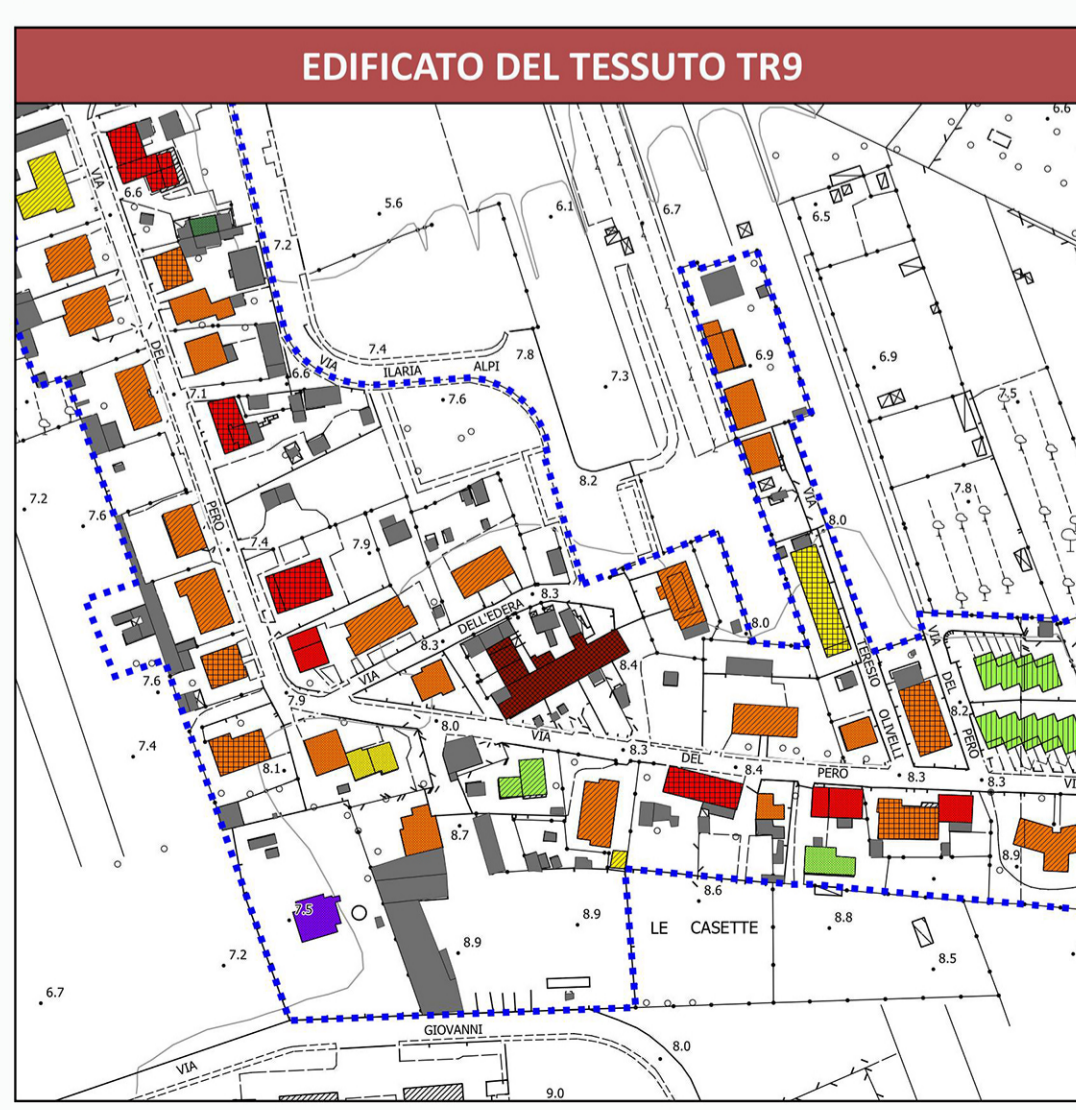 EDIFICATO DEL TESSUTO TR9
6.6
VIA
6.6
5.6
6.1
6.7
6.5
7.2
DEL
7.4
VIA
ILARIA
ALPI
7.8
6.9
6.9
6.6
7.1
7.6
7.3
7.5
7.2
7.6
PERO
8.2
VIA
7.8
8.0
7.4
7.9
8.3
DELL'EDERA
8.0
8.3
VIA
8.4
TERESIO
VIA
7.6
7.9
DEL
8.2
OLIVELLI
PERO
7.4
8.0
VIA
8.3
DEL
8.4
PERO
8.3
8.3
VI
8.1
8.7
8.9
8.6
7.5
8.9
LE CASETTE
8.8
7.2
8.9
8.5
6.7
GIOVANNI
8.0
VIA
9.0